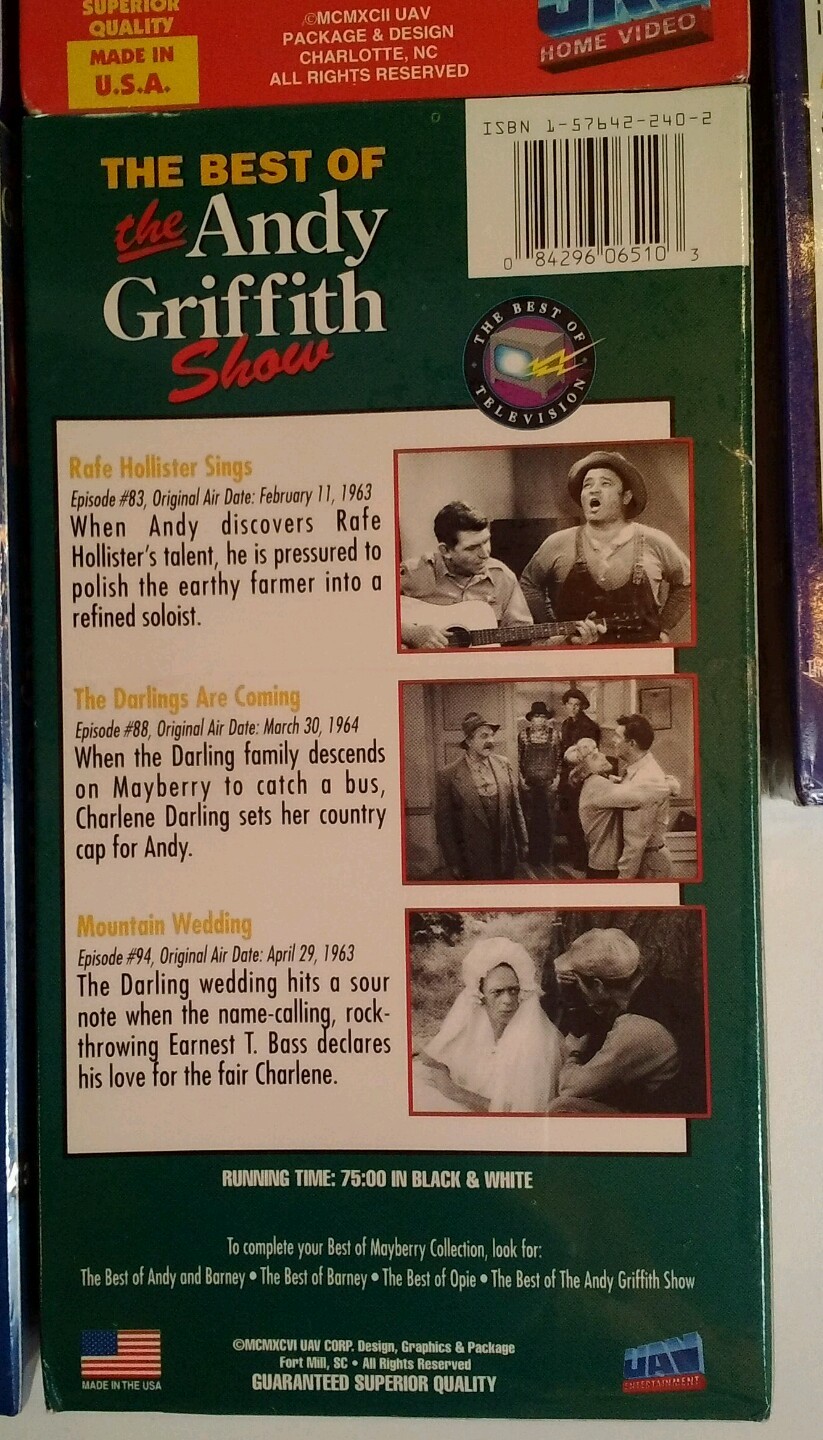 SUPERIOR
QUALITY
MADE IN
U.S.A.
©MCMXCII UAV
PACKAGE & DESIGN
CHARLOTTE, NC
ALL RIGHTS RESERVED
HOME VIDEO
ISBN 1-57642-240-2
0 84296 06510 3
THE BEST OF
the Andy
Griffith
Show
THE BEST OF
TELEVISION
Rafe Hollister Sings
Episode #83, Original Air Date: February 11, 1963
When Andy discovers Rafe
Hollister's talent, he is pressured to
polish the earthy farmer into a
refined soloist.
The Darlings Are Coming
Episode #88, Original Air Date: March 30, 1964
When the Darling family descends
on Mayberry to catch a bus,
Charlene Darling sets her country
cap for Andy.
Mountain Wedding
Episode #94, Original Air Date: April 29, 1963
The Darling wedding hits a sour
note when the name-calling, rock-
throwing Earnest T. Bass declares
his love for the fair Charlene.
RUNNING TIME: 75:00 IN BLACK & WHITE
To complete your Best of Mayberry Collection, look for:
The Best of Andy and Barney • The Best of Barney • The Best of Opie • The Best of The Andy Griffith Show
MADE IN THE USA
©MCMXCVI UAV CORP. Design, Graphics & Package
Fort Mill, SC • All Rights Reserved
GUARANTEED SUPERIOR QUALITY
UAV
ENTERTAINMENT